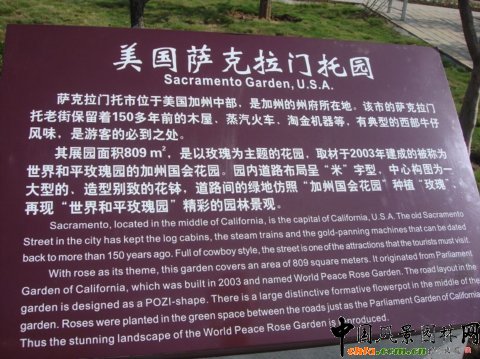 美国萨克拉门托园
Sacramento Garden, U.S.A.
萨克拉门托市位于美国加州中部，是加州的州府所在地。该市的萨克拉门
托老街保留着150多年前的木屋、蒸汽火车、淘金机器等，有典型的西部牛仔
风味，是游客的必到之处。
其展园面积809㎡，是以玫瑰为主题的花园，取材于2003年建成的被称为
世界和平玫瑰园的加州国会花园。园内道路布局呈“米”字型，中心构图为一
大型的、造型别致的花钵，道路间的绿地仿照“加州国会花园”种植“玫瑰”，
再现“世界和平玫瑰园”精彩的园林景观。
Sacramento, located in the middle of California, is the capital of California, U.S.A. The old Sacramento
Street in the city has kept the log cabins, the steam trains and the gold-panning machines that can be dated
back to more than 150 years ago. Full of cowboy style, the street is one of the attractions that the tourists must visit.
With rose as its theme, this garden covers an area of 809 square meters. It originated from Parliament
Garden of California, which was built in 2003 and named World Peace Rose Garden. The road layout in the
garden is designed as a POZI-shape. There is a large distinctive formative flowerpot in the middle of the
garden. Roses were planted in the green space between the roads just as the Parliament Garden of California
Thus the stunning landscape of the World Peace Rose Garden is reproduced.
中国风景园林网